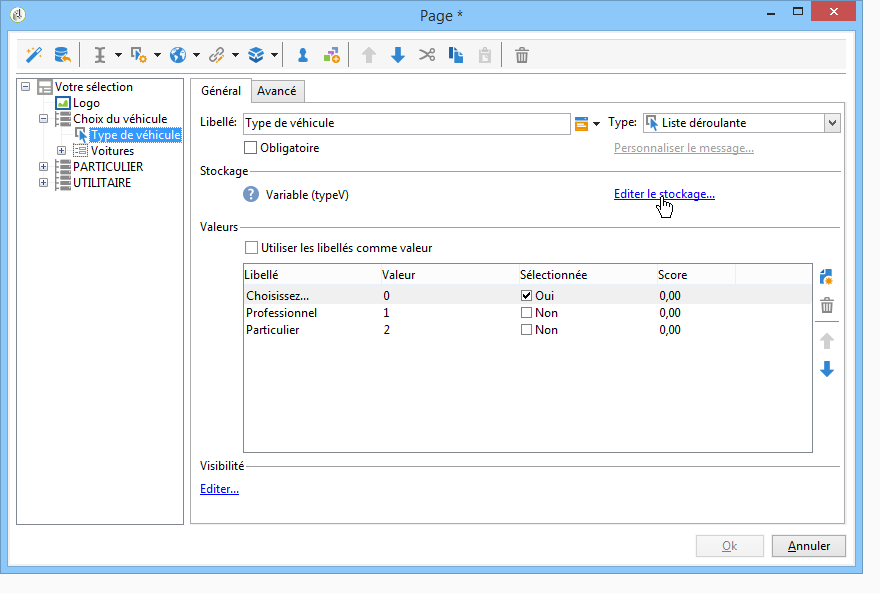 Page *
Votre sélection
Logo
Choix du véhicule
Type de véhicule
Voitures
PARTICULIER
UTILITAIRE
Général Avancé
Libellé: Type de véhicule Type: Liste déroulante
Obligatoire Personnaliser le message...
Stockage
Variable (typeV) Editer le stockage...
Valeurs
Utiliser les libellés comme valeur
Libellé Valeur Sélectionnée Score
Choisissez... 0 Oui 0,00
Professionnel 1 Non 0,00
Particulier 2 Non 0,00
Visibilité
Editer...
Ok Annuler